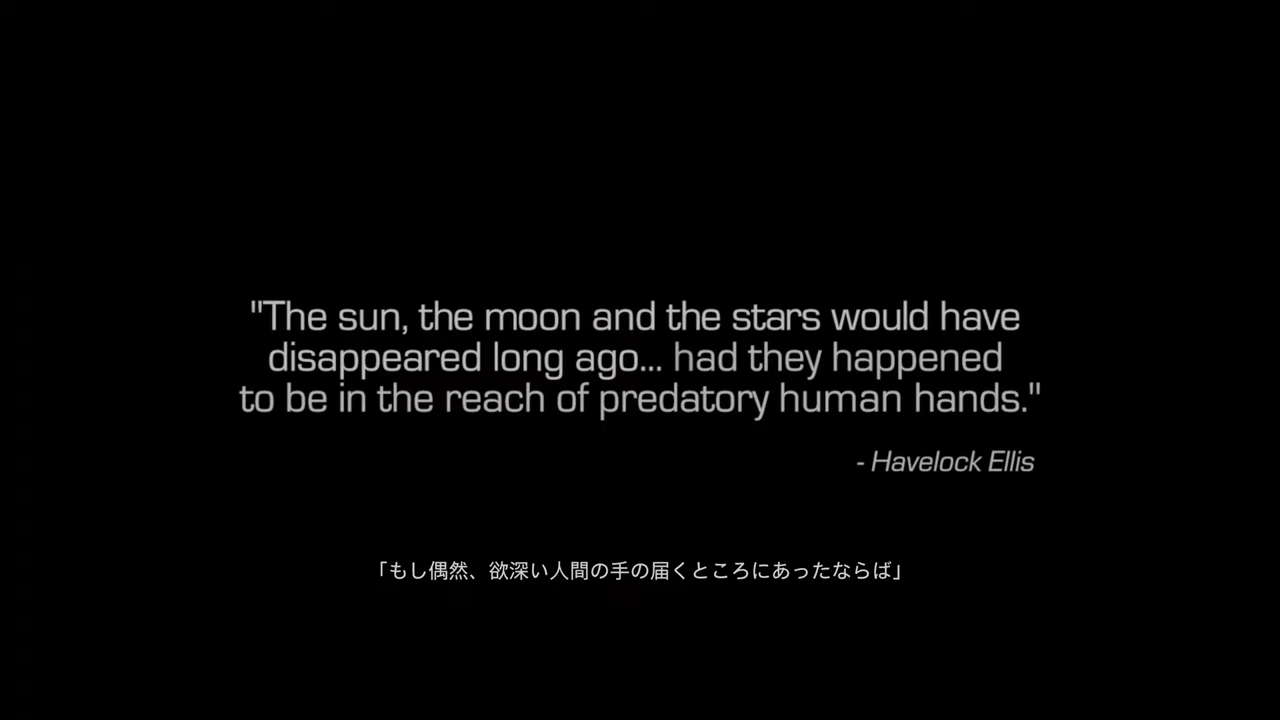 "The sun, the moon and the stars would have
disappeared long ago... had they happened
to be in the reach of predatory human hands."
- Havelock Ellis
「もし偶然、欲深い人間の手の届くところにあったならば」